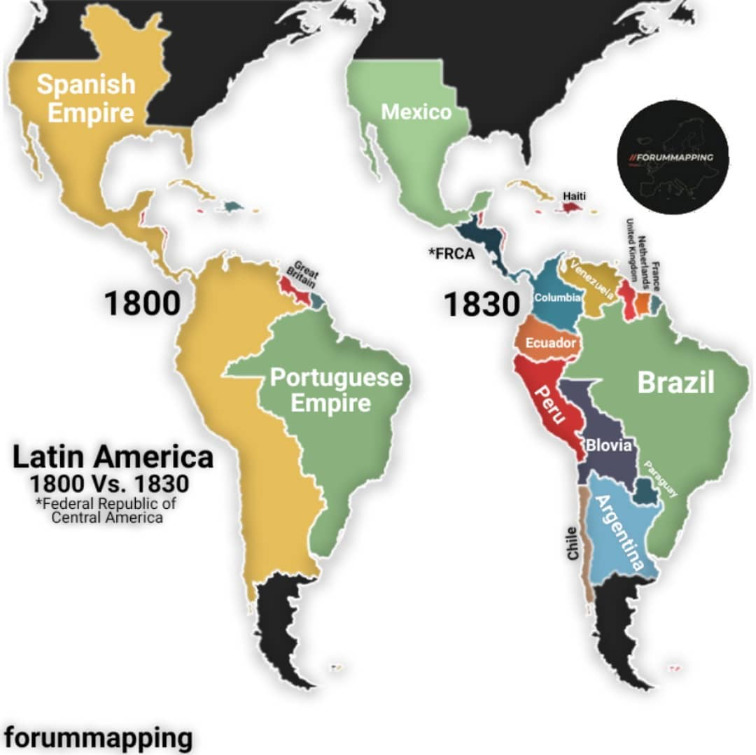 Spanish
Empire
Mexico
//FORUMMAPPING
Haiti
*FRCA
Great
Britain
1800
1830
United Kingdom
Netherlands
France
Venezuela
Columbia
Ecuador
Portuguese
Empire
Brazil
Peru
Blovia
Paraguay
Latin America
1800 Vs. 1830
*Federal Republic of
Central America
Chile
Argentina
forummapping